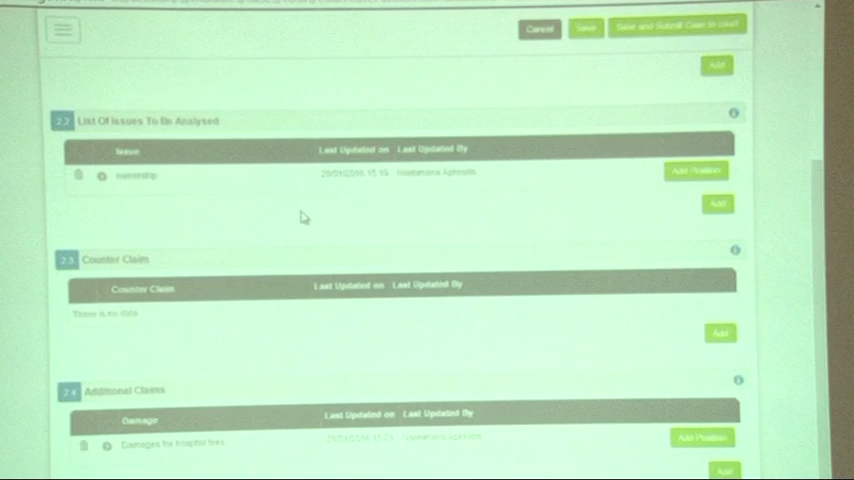 Cancel Save Save and Submit Case to court
Add
2.2 List Of Issues To Be Analysed
Issue Last Updated on Last Updated By
ownership Add Position
Add
2.3 Counter Claim
Counter Claim Last Updated on Last Updated By
There is no data
Add
2.4 Additional Claims
Damage Last Updated on Last Updated By
Damages for hospital fees Add Position
Add